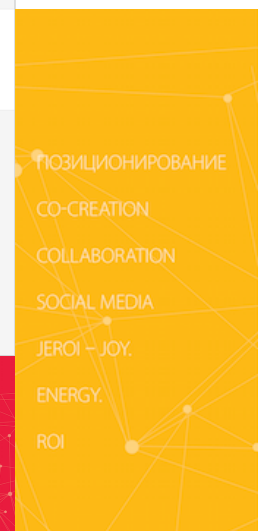 ПОЗИЦИОНИРОВАНИЕ
CO-CREATION
COLLABORATION
SOCIAL MEDIA
JEROI – JOY.
ENERGY.
ROI